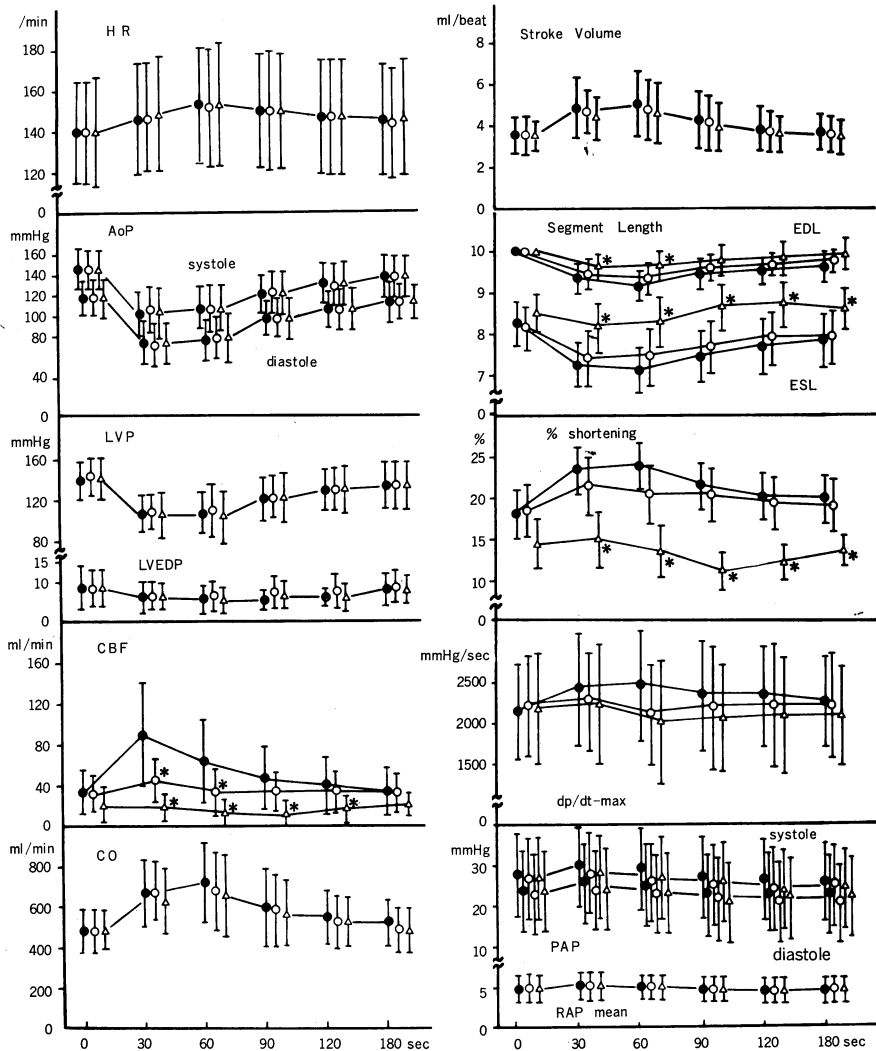 /min
HR
180
160
140
120
0
mmHg
AoP
160
systole
140
120
100
80
diastole
40
0
mmHg
LVP
160
120
80
LVEDP
15
10
0
ml/min
CBF
160
120
80
40
*
*
*
*
*
*
0
ml/min
CO
800
600
400
200
0
0 30 60 90 120 180 sec
ml/beat
Stroke Volume
8
6
4
2
0
Segment Length EDL
10
*
*
9
*
*
*
*
*
8
7
ESL
0
% shortening
%
25
20
15
*
*
*
*
*
10
0
mmHg/sec
2500
1500
dp/dt-max
0
systole
mmHg
30
20
10
PAP
diastole
5
RAP mean
0
0 30 60 90 120 180 sec